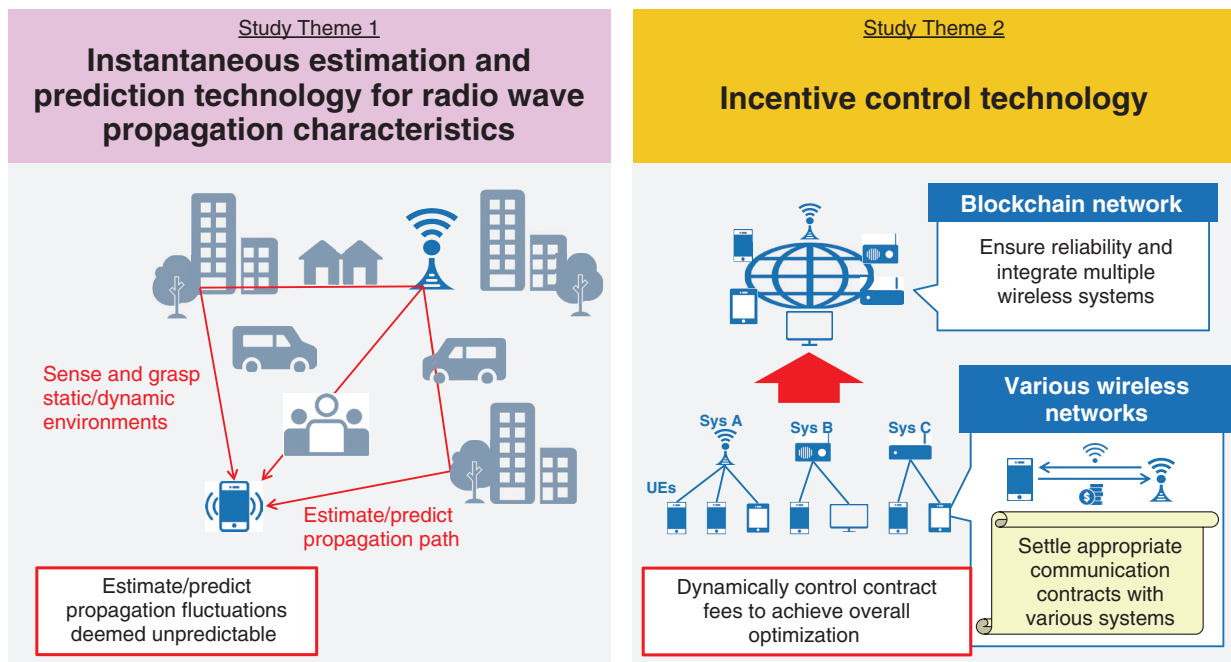 Study Theme 1
Instantaneous estimation and
prediction technology for radio wave
propagation characteristics
Sense and grasp
static/dynamic
environments
Estimate/predict
propagation path
Estimate/predict
propagation fluctuations
deemed unpredictable
Study Theme 2
Incentive control technology
Blockchain network
Ensure reliability and
integrate multiple
wireless systems
Various wireless
networks
Sys A
Sys B
Sys C
UEs
$
Settle appropriate
communication
contracts with
various systems
Dynamically control contract
fees to achieve overall
optimization